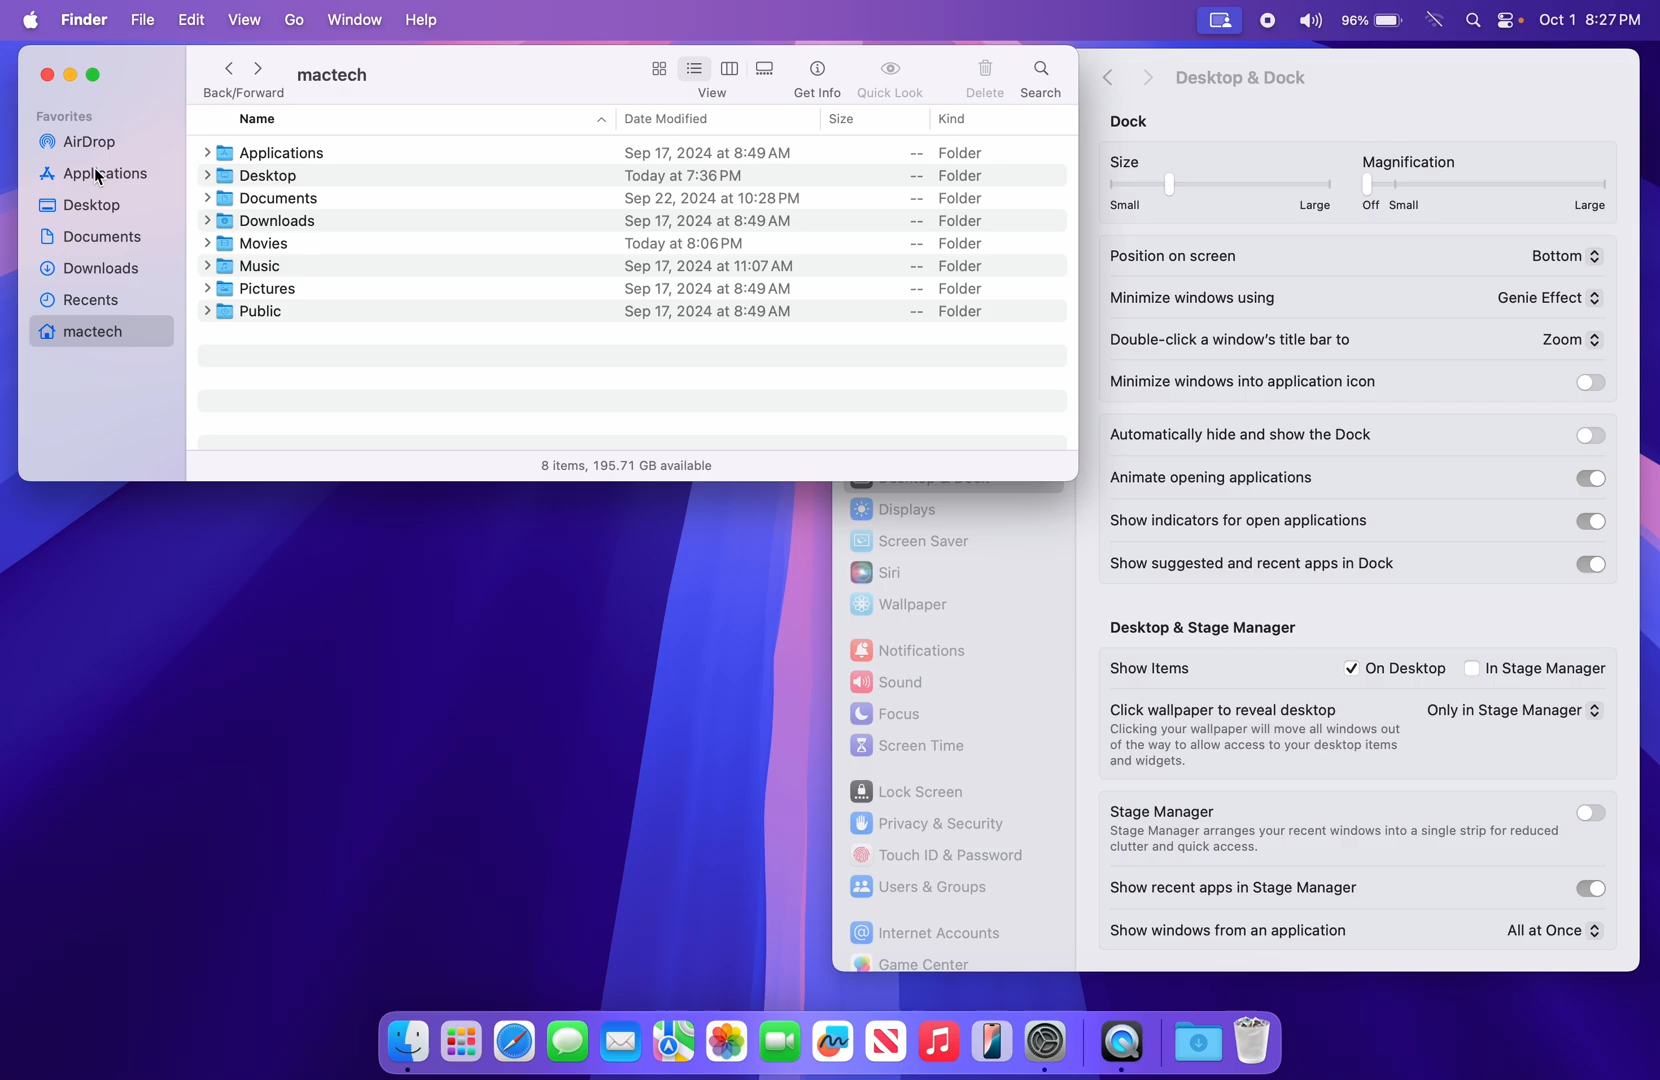 Finder File Edit View Go Window Help 96% Oct 1 8:27 PM
Favorites
AirDrop
Applications
Desktop
Documents
Downloads
Recents
mactech
mactech
Back/Forward View Get Info Quick Look Delete Search
Name Date Modified Size Kind
Applications Sep 17, 2024 at 8:49 AM -- Folder
Desktop Today at 7:36 PM -- Folder
Documents Sep 22, 2024 at 10:28 PM -- Folder
Downloads Sep 17, 2024 at 8:49 AM -- Folder
Movies Today at 8:06 PM -- Folder
Music Sep 17, 2024 at 11:07 AM -- Folder
Pictures Sep 17, 2024 at 8:49 AM -- Folder
Public Sep 17, 2024 at 8:49 AM -- Folder
8 items, 195.71 GB available
Displays
Screen Saver
Siri
Wallpaper
Notifications
Sound
Focus
Screen Time
Lock Screen
Privacy & Security
Touch ID & Password
Users & Groups
Internet Accounts
Game Center
Desktop & Dock
Dock
Size Magnification
Small Large Off Small Large
Position on screen Bottom
Minimize windows using Genie Effect
Double-click a window's title bar to Zoom
Minimize windows into application icon
Automatically hide and show the Dock
Animate opening applications
Show indicators for open applications
Show suggested and recent apps in Dock
Desktop & Stage Manager
Show Items On Desktop In Stage Manager
Click wallpaper to reveal desktop Only in Stage Manager
Clicking your wallpaper will move all windows out
of the way to allow access to your desktop items
and widgets.
Stage Manager
Stage Manager arranges your recent windows into a single strip for reduced
clutter and quick access.
Show recent apps in Stage Manager
Show windows from an application All at Once